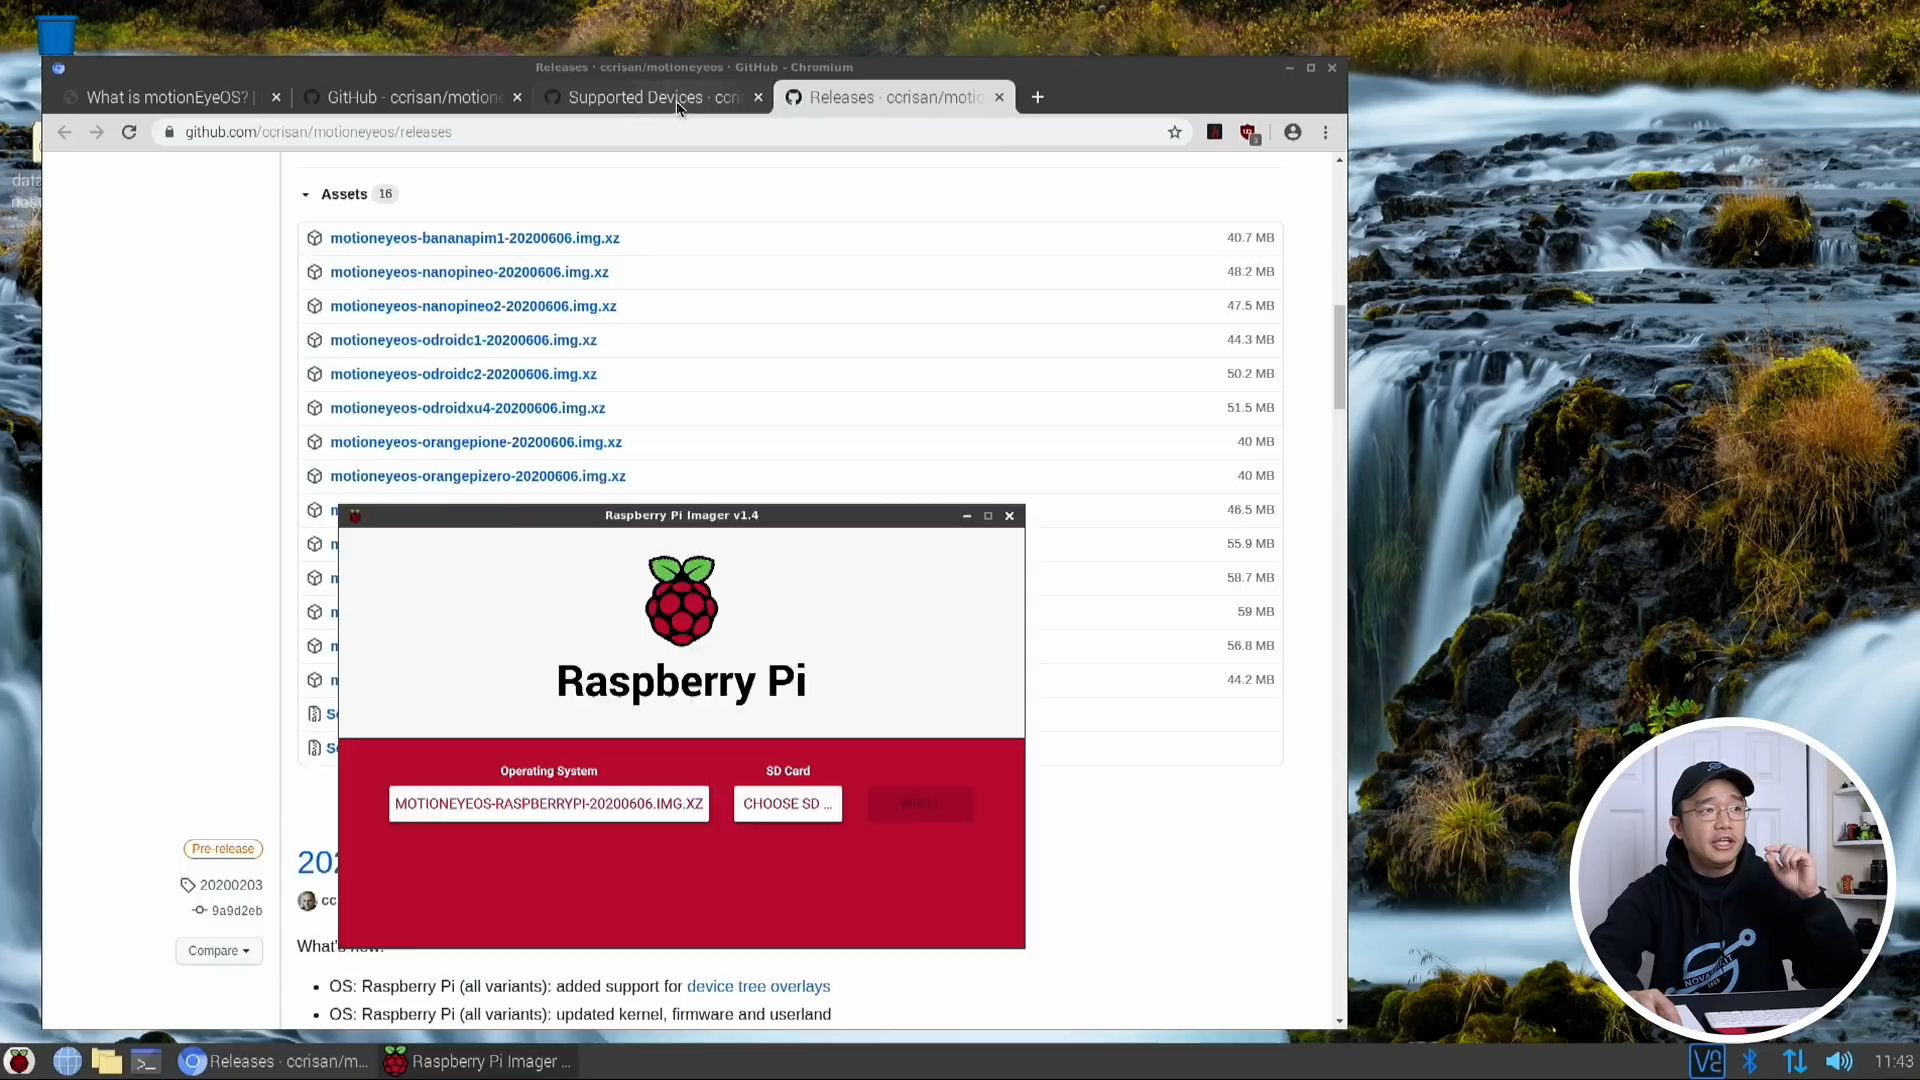 Releases · ccrisan/motioneyeos · GitHub - Chromium
What is motionEyeOS? |
GitHub - ccrisan/motione
Supported Devices · ccri
Releases · ccrisan/motio
github.com/ccrisan/motioneyeos/releases
data
Assets 16
motioneyeos-bananapim1-20200606.img.xz 40.7 MB
motioneyeos-nanopineo-20200606.img.xz 48.2 MB
motioneyeos-nanopineo2-20200606.img.xz 47.5 MB
motioneyeos-odroidc1-20200606.img.xz 44.3 MB
motioneyeos-odroidc2-20200606.img.xz 50.2 MB
motioneyeos-odroidxu4-20200606.img.xz 51.5 MB
motioneyeos-orangepione-20200606.img.xz 40 MB
motioneyeos-orangepizero-20200606.img.xz 40 MB
46.5 MB
55.9 MB
58.7 MB
59 MB
56.8 MB
44.2 MB
Raspberry Pi Imager v1.4
Raspberry Pi
Operating System
SD Card
MOTIONEYEOS-RASPBERRYPI-20200606.IMG.XZ
CHOOSE SD ...
WRITE
Pre-release
20200203
9a9d2eb
Compare
202
cc
What's new:
• OS: Raspberry Pi (all variants): added support for device tree overlays
• OS: Raspberry Pi (all variants): updated kernel, firmware and userland
NOVASPIRIT
tech
Releases · ccrisan/m...
Raspberry Pi Imager ...
11:43